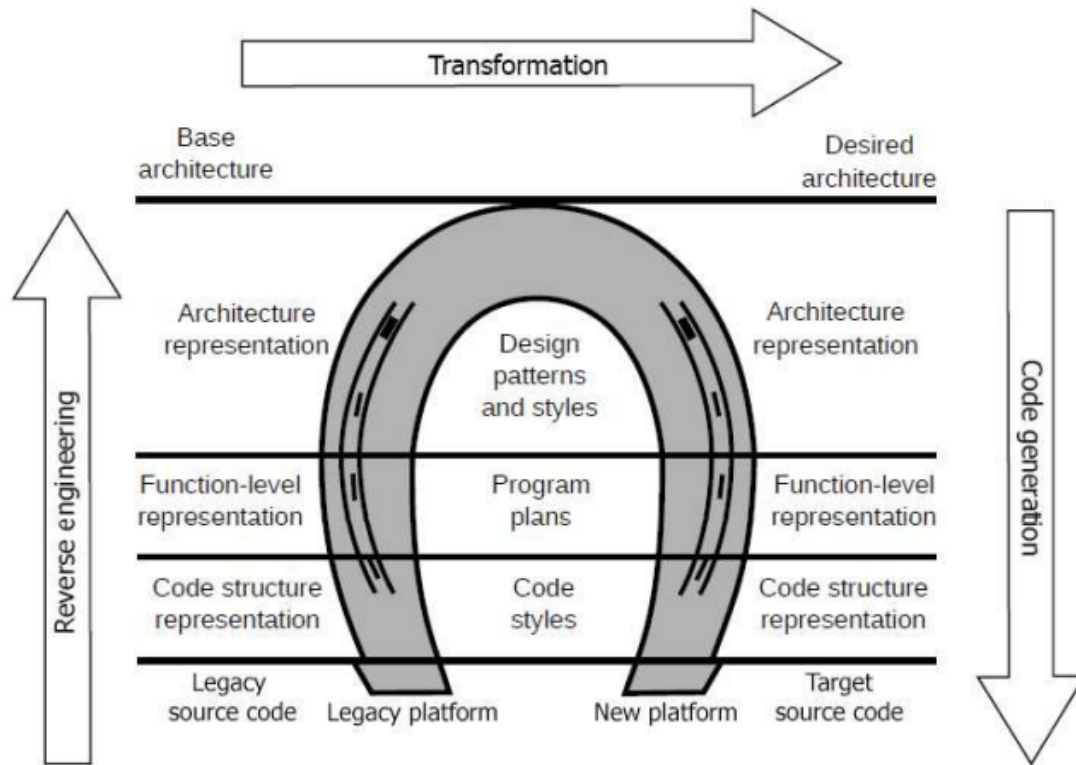 Transformation
Base
architecture
Desired
architecture
Reverse engineering
Architecture
representation
Design
patterns
and styles
Architecture
representation
Code generation
Function-level
representation
Program
plans
Function-level
representation
Code structure
representation
Code
styles
Code structure
representation
Legacy
source code
Legacy platform
New platform
Target
source code